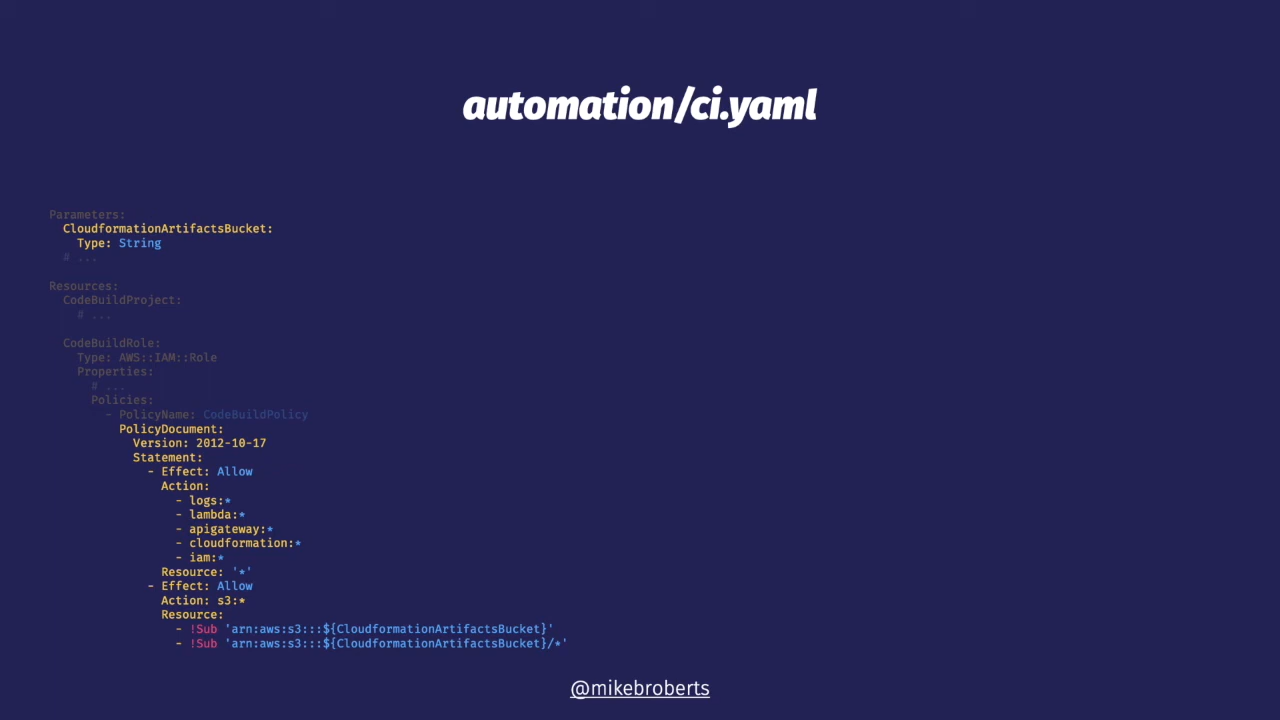 automation/ci.yaml
Parameters:
  CloudformationArtifactsBucket:
    Type: String
  # ...
Resources:
  CodeBuildProject:
    # ...
  CodeBuildRole:
    Type: AWS::IAM::Role
    Properties:
      # ...
      Policies:
        - PolicyName: CodeBuildPolicy
          PolicyDocument:
            Version: 2012-10-17
            Statement:
              - Effect: Allow
                Action:
                  - logs:*
                  - lambda:*
                  - apigateway:*
                  - cloudformation:*
                  - iam:*
                Resource: '*'
              - Effect: Allow
                Action: s3:*
                Resource:
                  - !Sub 'arn:aws:s3:::${CloudformationArtifactsBucket}'
                  - !Sub 'arn:aws:s3:::${CloudformationArtifactsBucket}/*'
@mikebroberts